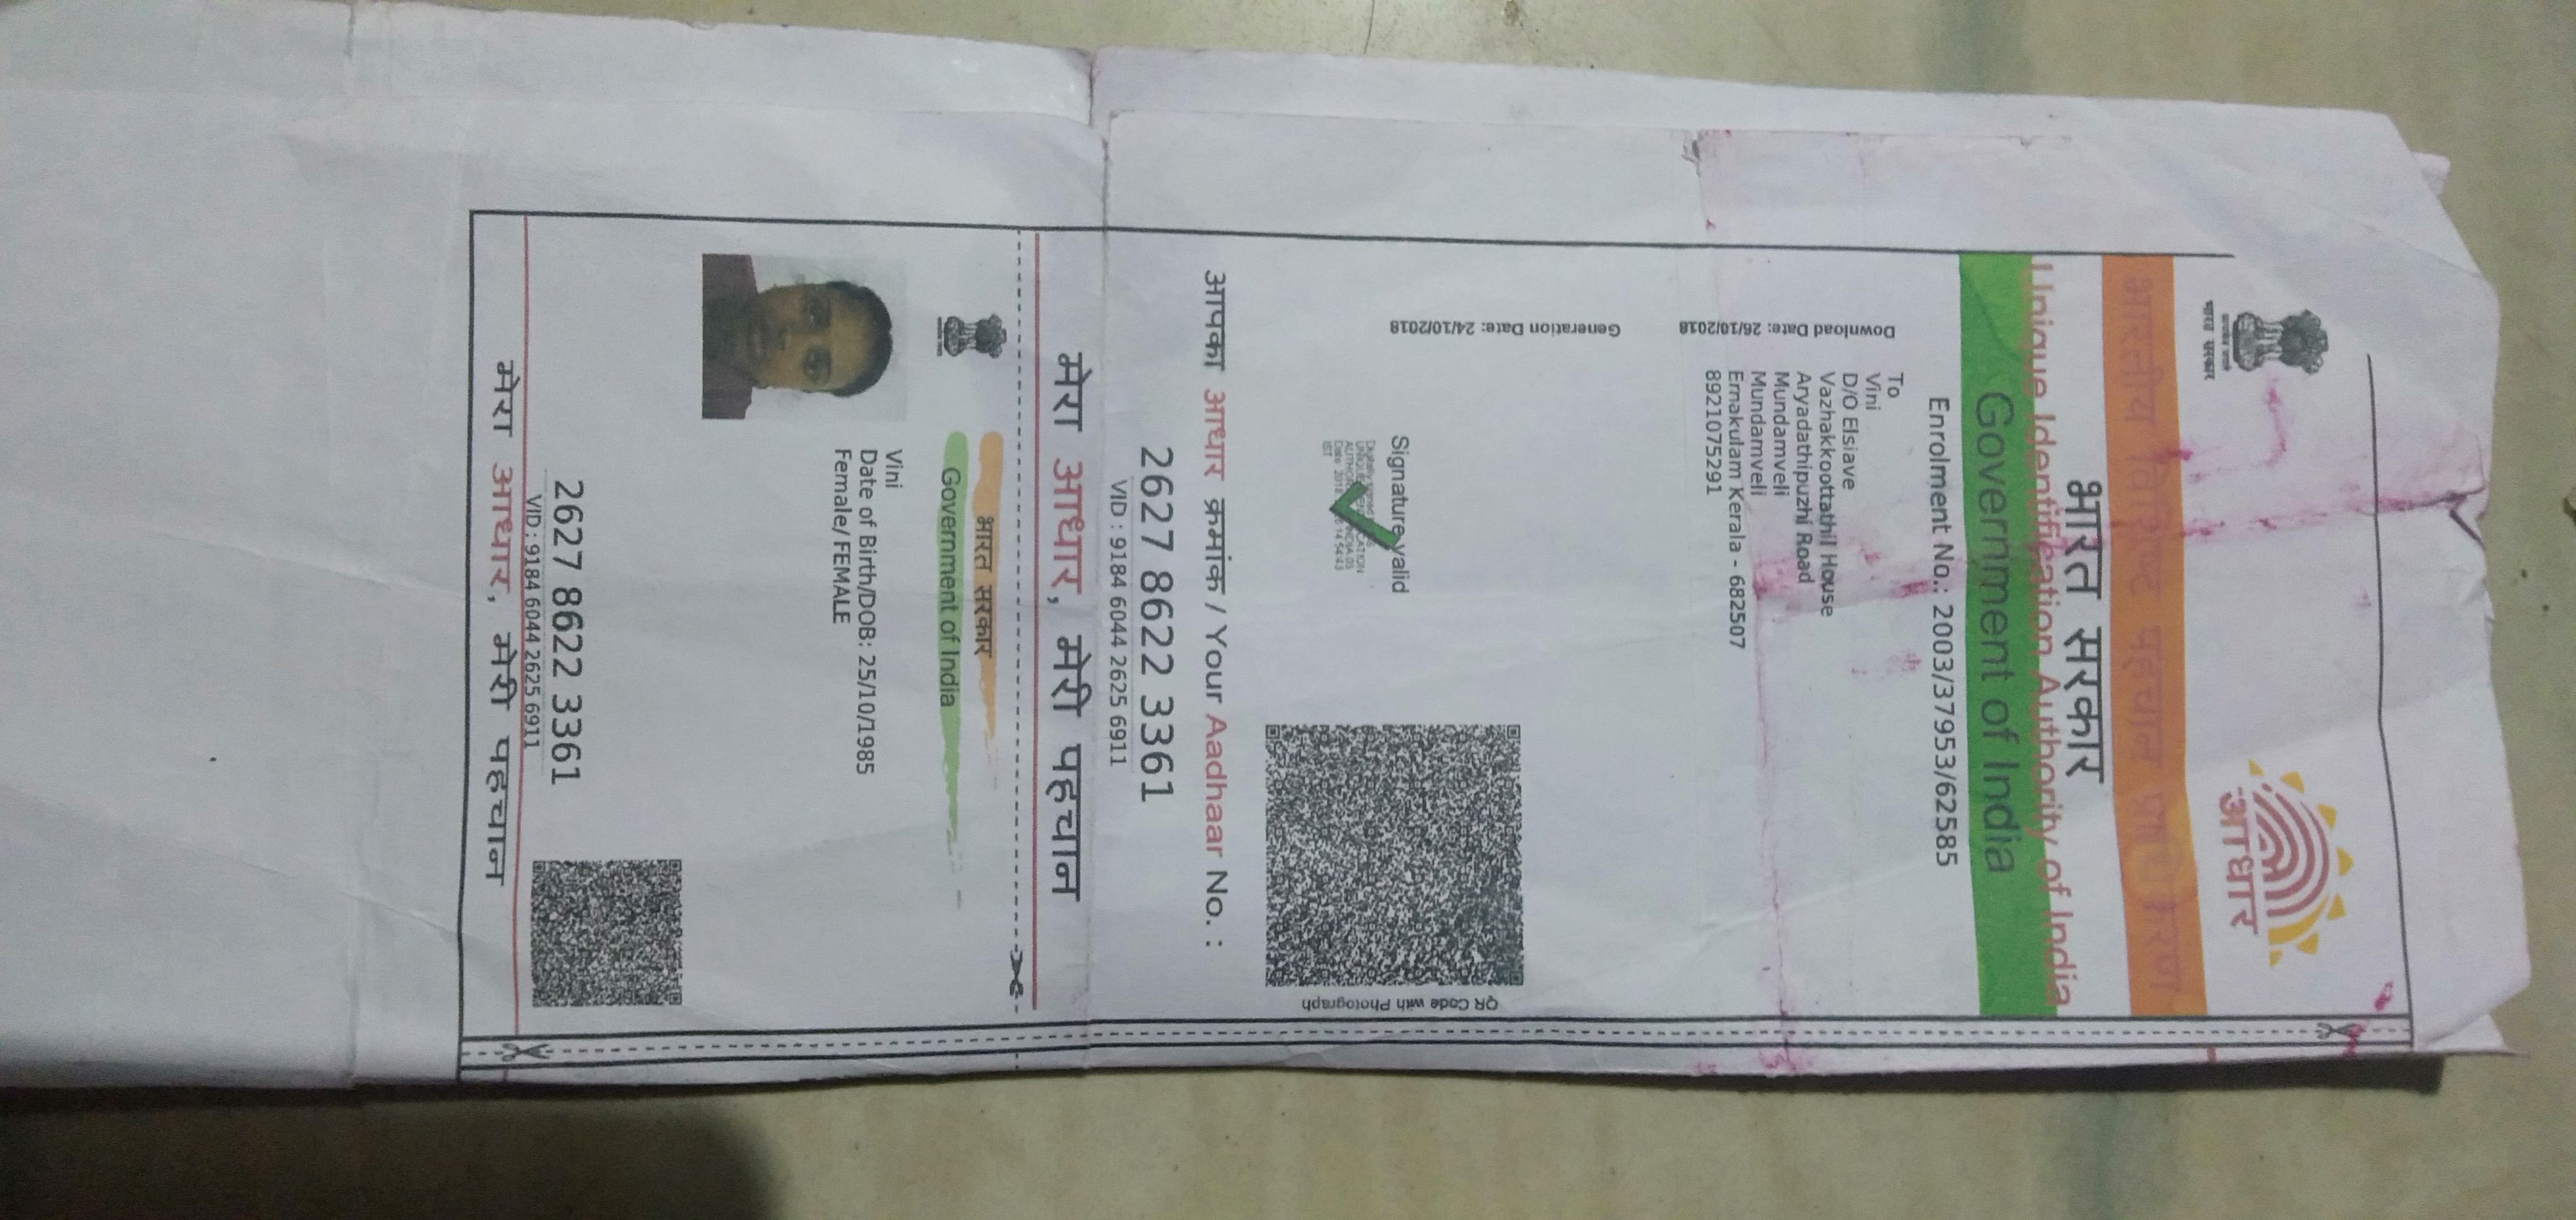 भारत सरकार
आधार
भारतीय विशिष्ट पहचान प्राधिकरण
भारत सरकार
Unique Identification Authority of India
Government of India
Enrolment No.: 2003/37953/62585
Download Date: 26/10/2018
To
Vini
D/O Elsiave
Vazhakkoottathil House
Aryadathipuzhi Road
Mundamveli
Mundamveli
Ernakulam Kerala - 682507
8921075291
Generation Date: 24/10/2018
Signature valid
QR Code with Photograph
आपका आधार क्रमांक / Your Aadhaar No. :
2627 8622 3361
VID : 9184 6044 2625 6911
मेरा आधार, मेरी पहचान
भारत सरकार
Government of India
Vini
Date of Birth/DOB: 25/10/1985
Female/ FEMALE
2627 8622 3361
VID : 9184 6044 2625 6911
मेरा आधार, मेरी पहचान